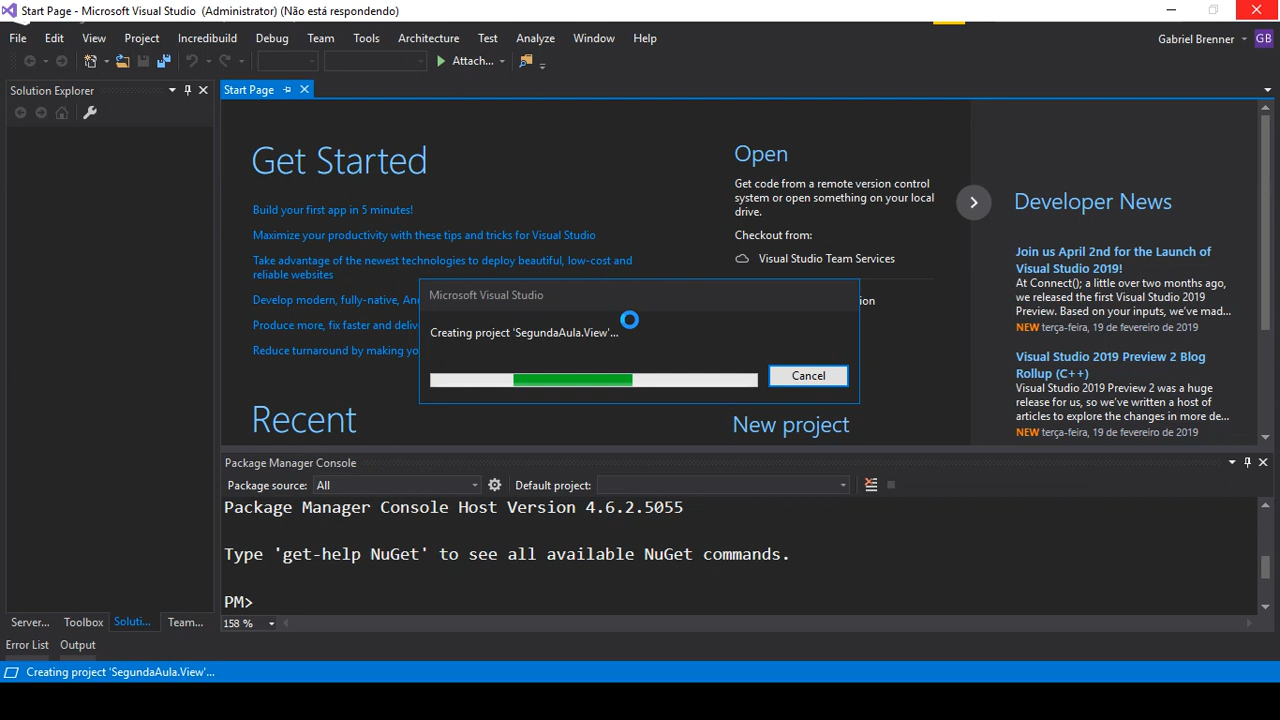 Start Page - Microsoft Visual Studio (Administrator) (Não está respondendo)
File Edit View Project Incredibuild Debug Team Tools Architecture Test Analyze Window Help
Gabriel Brenner GB
Attach...
Solution Explorer
Start Page
Get Started
Build your first app in 5 minutes!
Maximize your productivity with these tips and tricks for Visual Studio
Take advantage of the newest technologies to deploy beautiful, low-cost and
reliable websites
Develop modern, fully-native, An
Produce more, fix faster and deliv
Reduce turnaround by making yo
Recent
Open
Get code from a remote version control
system or open something on your local
drive.
Checkout from:
Visual Studio Team Services
ion
New project
Developer News
Join us April 2nd for the Launch of
Visual Studio 2019!
At Connect(); a little over two months ago,
we released the first Visual Studio 2019
Preview. Based on your inputs, we've mad...
NEW terça-feira, 19 de fevereiro de 2019
Visual Studio 2019 Preview 2 Blog
Rollup (C++)
Visual Studio 2019 Preview 2 was a huge
release for us, so we've written a host of
articles to explore the changes in more de...
NEW terça-feira, 19 de fevereiro de 2019
Microsoft Visual Studio
Creating project 'SegundaAula.View'...
Cancel
Package Manager Console
Package source: All Default project:
Package Manager Console Host Version 4.6.2.5055
Type 'get-help NuGet' to see all available NuGet commands.
PM>
158 %
Server... Toolbox Soluti... Team...
Error List Output
Creating project 'SegundaAula.View'...